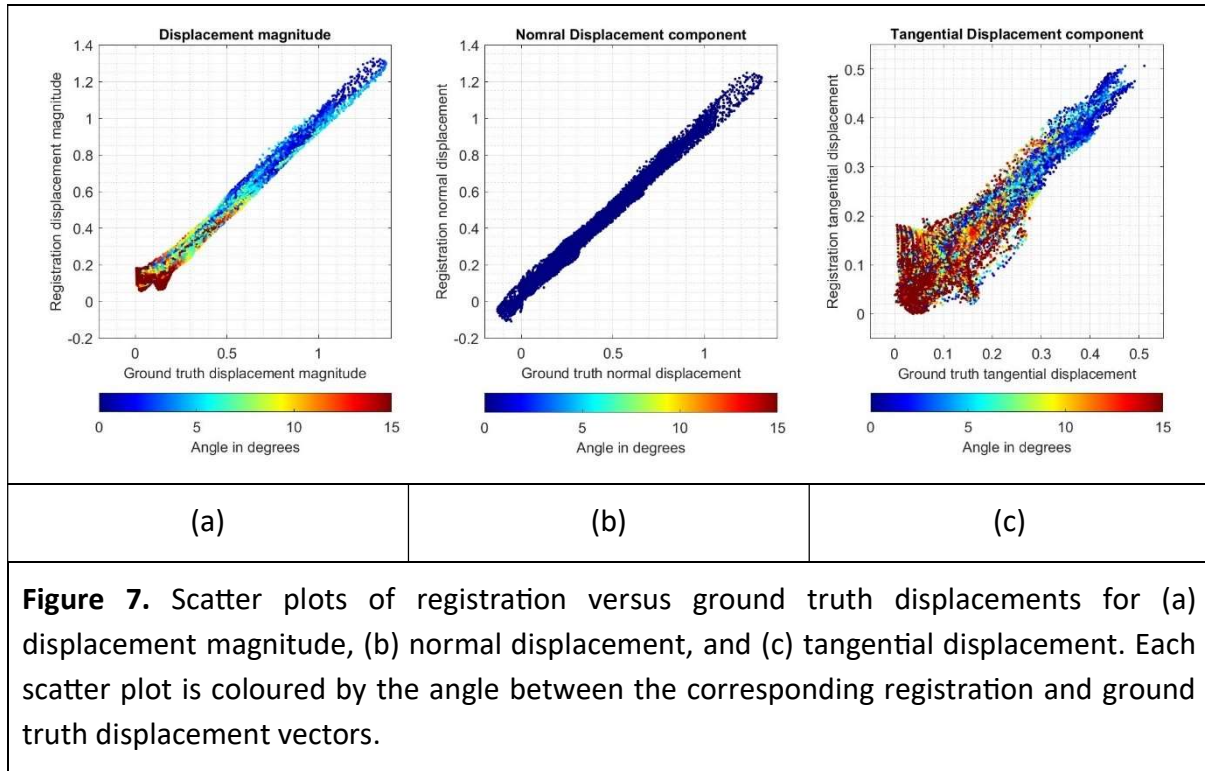 Displacement magnitude
1.4
1.2
1
0.8
0.6
0.4
0.2
0
-0.2
Registration displacement magnitude
0 0.5 1
Ground truth displacement magnitude
0 5 10 15
Angle in degrees
Nomral Displacement component
1.4
1.2
1
0.8
0.6
0.4
0.2
0
-0.2
Registration normal displacement
0 0.5 1
Ground truth normal displacement
0 5 10 15
Angle in degrees
Tangential Displacement component
0.5
0.4
0.3
0.2
0.1
0
Registration tangential displacement
0 0.1 0.2 0.3 0.4 0.5
Ground truth tangential displacement
0 5 10 15
Angle in degrees
(a) (b) (c)
Figure 7. Scatter plots of registration versus ground truth displacements for (a)
displacement magnitude, (b) normal displacement, and (c) tangential displacement. Each
scatter plot is coloured by the angle between the corresponding registration and ground
truth displacement vectors.